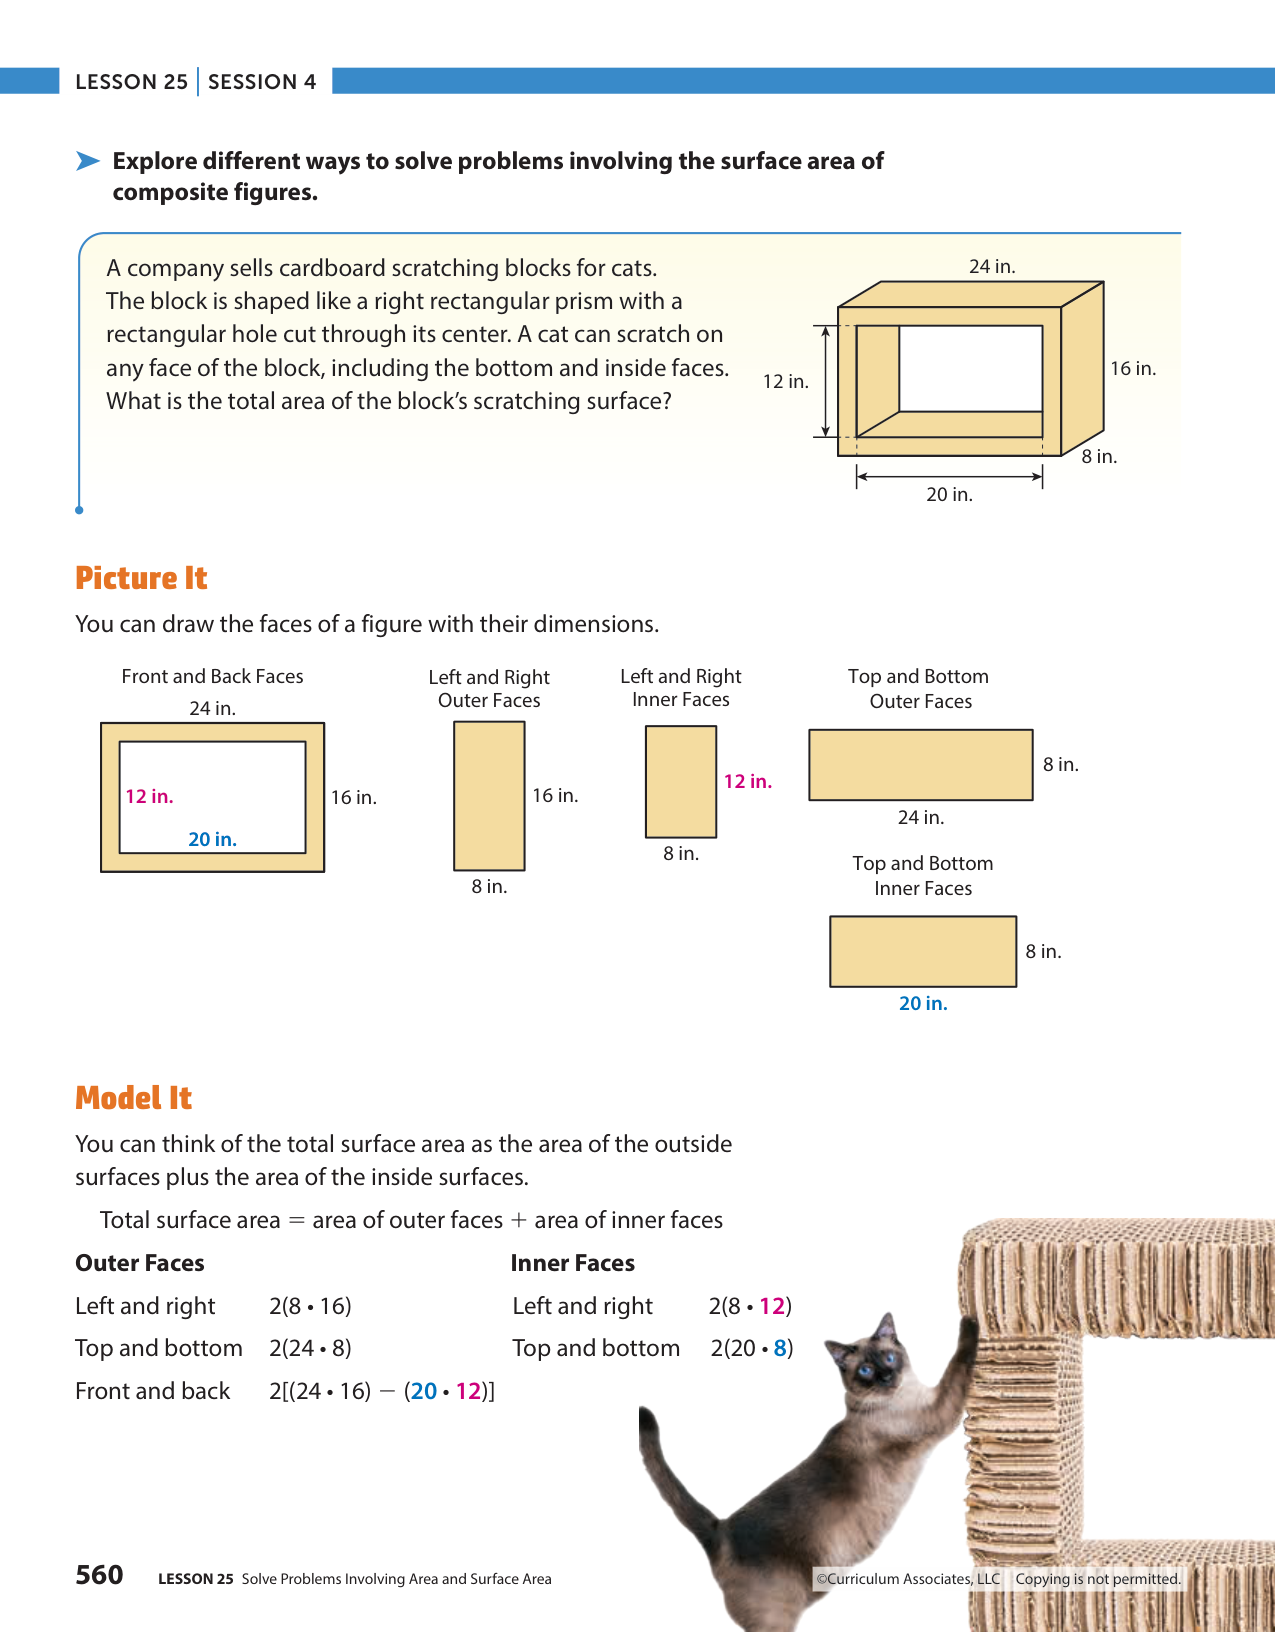 LESSON 25 | SESSION 4
Explore different ways to solve problems involving the surface area of
composite figures.
A company sells cardboard scratching blocks for cats.
The block is shaped like a right rectangular prism with a
rectangular hole cut through its center. A cat can scratch on
any face of the block, including the bottom and inside faces.
What is the total area of the block’s scratching surface?
24 in.
12 in.
16 in.
8 in.
20 in.
Picture It
You can draw the faces of a figure with their dimensions.
Front and Back Faces
24 in.
12 in.
16 in.
20 in.
Left and Right
Outer Faces
16 in.
8 in.
Left and Right
Inner Faces
12 in.
8 in.
Top and Bottom
Outer Faces
8 in.
24 in.
Top and Bottom
Inner Faces
8 in.
20 in.
Model It
You can think of the total surface area as the area of the outside
surfaces plus the area of the inside surfaces.
Total surface area = area of outer faces + area of inner faces
Outer Faces
Left and right 2(8 • 16)
Top and bottom 2(24 • 8)
Front and back 2[(24 • 16) − (20 • 12)]
Inner Faces
Left and right 2(8 • 12)
Top and bottom 2(20 • 8)
560 LESSON 25 Solve Problems Involving Area and Surface Area
©Curriculum Associates, LLC Copying is not permitted.